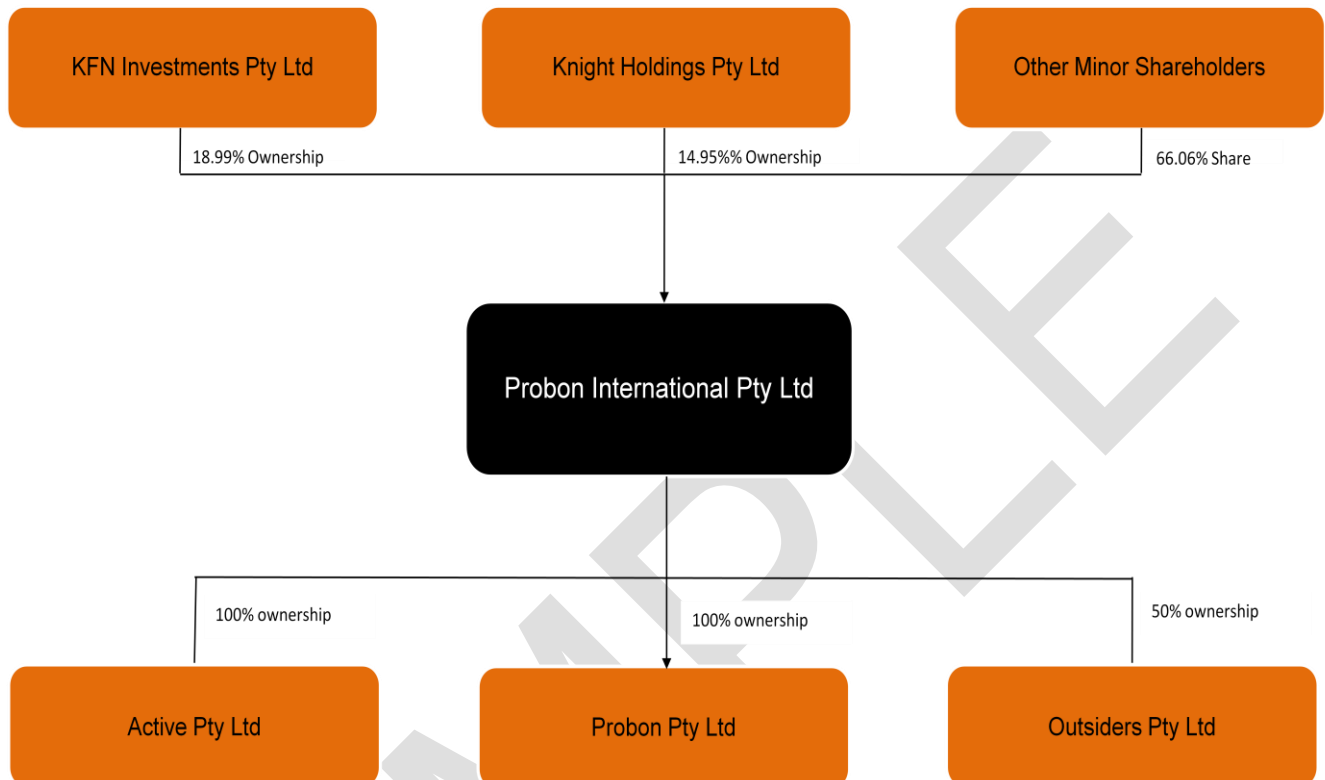 KFN Investments Pty Ltd
Knight Holdings Pty Ltd
Other Minor Shareholders
18.99% Ownership
14.95%% Ownership
66.06% Share
Probon International Pty Ltd
100% ownership
100% ownership
50% ownership
Active Pty Ltd
Probon Pty Ltd
Outsiders Pty Ltd
MPLE